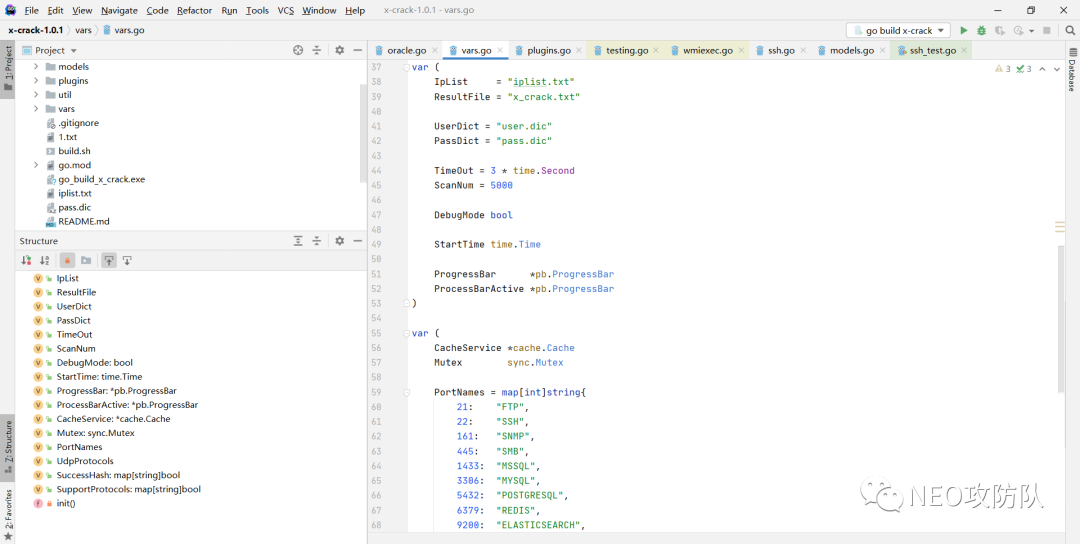 File Edit View Navigate Code Refactor Run Tools VCS Window Help x-crack-1.0.1 - vars.go
x-crack-1.0.1 vars vars.go
go build x-crack
1: Project
Project
oracle.go vars.go plugins.go testing.go wmiexec.go ssh.go models.go ssh_test.go
models
plugins
util
vars
.gitignore
1.txt
build.sh
go.mod
go_build_x_crack.exe
iplist.txt
pass.dic
README.md
Structure
IpList
ResultFile
UserDict
PassDict
TimeOut
ScanNum
DebugMode: bool
StartTime: time.Time
ProgressBar: *pb.ProgressBar
ProcessBarActive: *pb.ProgressBar
CacheService: *cache.Cache
Mutex: sync.Mutex
PortNames
UdpProtocols
SuccessHash: map[string]bool
SupportProtocols: map[string]bool
init()
Z: Structure
2: Favorites
37 var (
38 IpList = "iplist.txt"
39 ResultFile = "x_crack.txt"
40
41 UserDict = "user.dic"
42 PassDict = "pass.dic"
43
44 TimeOut = 3 * time.Second
45 ScanNum = 5000
46
47 DebugMode bool
48
49 StartTime time.Time
50
51 ProgressBar *pb.ProgressBar
52 ProcessBarActive *pb.ProgressBar
53 )
54
55 var (
56 CacheService *cache.Cache
57 Mutex sync.Mutex
58
59 PortNames = map[int]string{
60 21: "FTP",
61 22: "SSH",
62 161: "SNMP",
63 445: "SMB",
64 1433: "MSSQL",
65 3306: "MYSQL",
66 5432: "POSTGRESQL",
67 6379: "REDIS",
68 9200: "ELASTICSEARCH",
3 3
Database
NEO攻防队